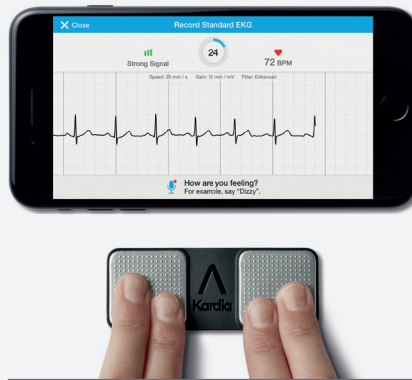 Close
Record Standard EKG
Strong Signal
24
72 BPM
Speed: 25 mm / s Gain: 10 mm / mV Filter: Enhanced
How are you feeling?
For example, say "Dizzy".
Kardia